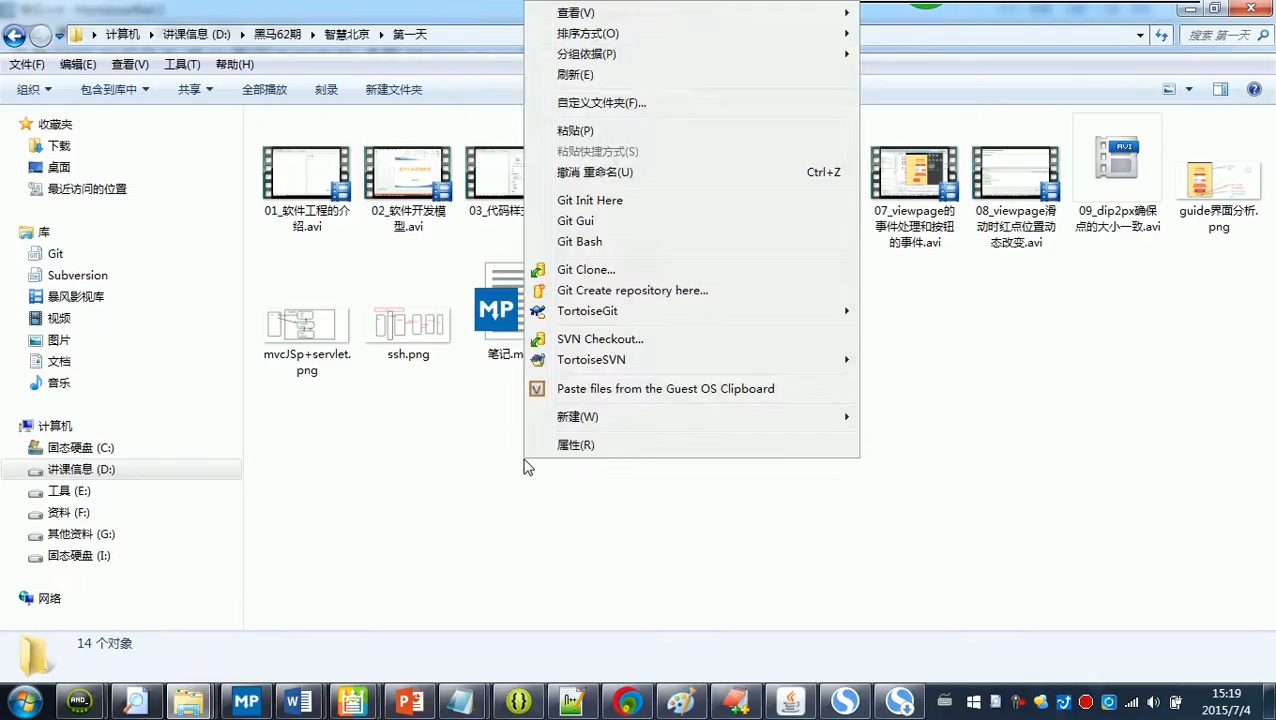 计算机 讲课信息 (D:) 黑马62期 智慧北京 第一天 搜索 第一天
文件(F) 编辑(E) 查看(V) 工具(T) 帮助(H)
组织 包含到库中 共享 全部播放 刻录 新建文件夹
收藏夹
下载
桌面
最近访问的位置
库
Git
Subversion
暴风影视库
视频
图片
文档
音乐
计算机
固态硬盘 (C:)
讲课信息 (D:)
工具 (E:)
资料 (F:)
其他资料 (G:)
固态硬盘 (I:)
网络
01_软件工程的介
绍.avi
02_软件开发模
型.avi
03_代码样
07_viewpage的
事件处理和按钮
的事件.avi
08_viewpage滑
动时红点位置动
态改变.avi
AVI
09_dip2px确保
点的大小一致.avi
guide界面分析.
png
mvcJSp+servlet.
png
ssh.png
MP
笔记.m
查看(V)
排序方式(O)
分组依据(P)
刷新(E)
自定义文件夹(F)...
粘贴(P)
粘贴快捷方式(S)
撤消 重命名(U) Ctrl+Z
Git Init Here
Git Gui
Git Bash
Git Clone...
Git Create repository here...
TortoiseGit
SVN Checkout...
TortoiseSVN
Paste files from the Guest OS Clipboard
新建(W)
属性(R)
14 个对象
AND
MP
15:19
2015/7/4